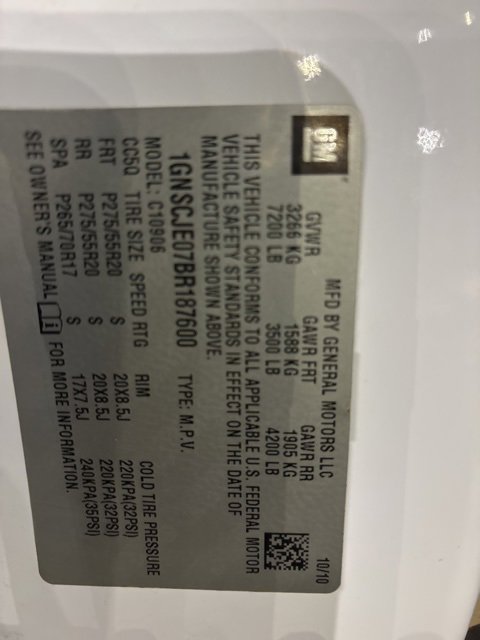 GM
MFD BY GENERAL MOTORS LLC 10/10
GVWR GAWR FRT GAWR RR
3266 KG 1588 KG 1905 KG
7200 LB 3500 LB 4200 LB
THIS VEHICLE CONFORMS TO ALL APPLICABLE U.S. FEDERAL MOTOR
VEHICLE SAFETY STANDARDS IN EFFECT ON THE DATE OF
MANUFACTURE SHOWN ABOVE.
1GNSCJE07BR187600 TYPE: M.P.V.
MODEL: C10906
CC5Q TIRE SIZE SPEED RTG RIM COLD TIRE PRESSURE
FRT P275/55R20 S 20X8.5J 220KPA(32PSI)
RR P275/55R20 S 20X8.5J 220KPA(32PSI)
SPA P265/70R17 S 17X7.5J 240KPA(35PSI)
SEE OWNER'S MANUAL i FOR MORE INFORMATION.